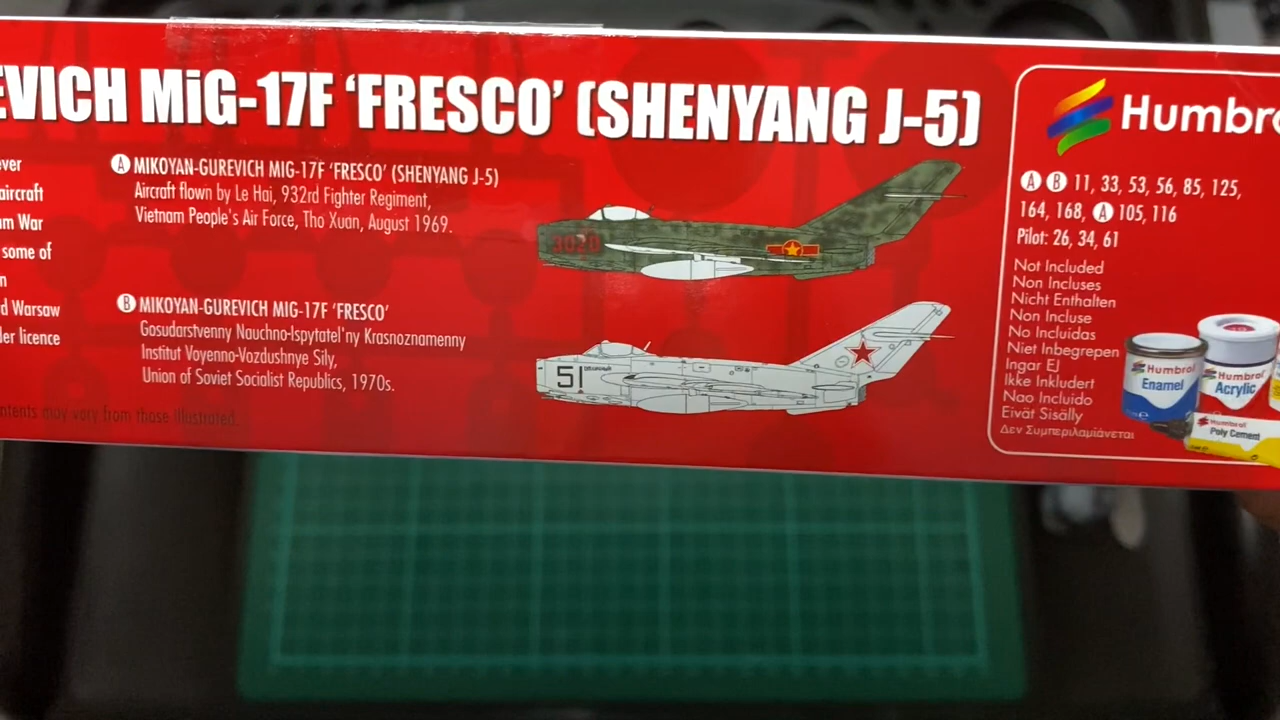 EVICH MiG-17F ‘FRESCO’ (SHENYANG J-5)
ever
aircraft
am War
some of
n
d Warsaw
der licence
ntents may vary from those illustrated.
A MIKOYAN-GUREVICH MIG-17F ‘FRESCO’ (SHENYANG J-5)
Aircraft flown by Le Hai, 932rd Fighter Regiment,
Vietnam People's Air Force, Tho Xuan, August 1969.
3020
B MIKOYAN-GUREVICH MIG-17F ‘FRESCO’
Gosudarstvenny Nauchno-Ispytatel'ny Krasnoznamenny
Institut Voyenno-Vozdushnye Sily,
Union of Soviet Socialist Republics, 1970s.
51
Humbro
A B 11, 33, 53, 56, 85, 125,
164, 168, A 105, 116
Pilot: 26, 34, 61
Not Included
Non Incluses
Nicht Enthalten
Non Incluse
No Incluidas
Niet Inbegrepen
Ingar EJ
Ikke Inkludert
Nao Incluido
Eivät Sisälly
Δεν Συμπεριλαμιάνεται
Humbrol
Enamel
Humbrol
Acrylic
Humbrol
Poly Cement